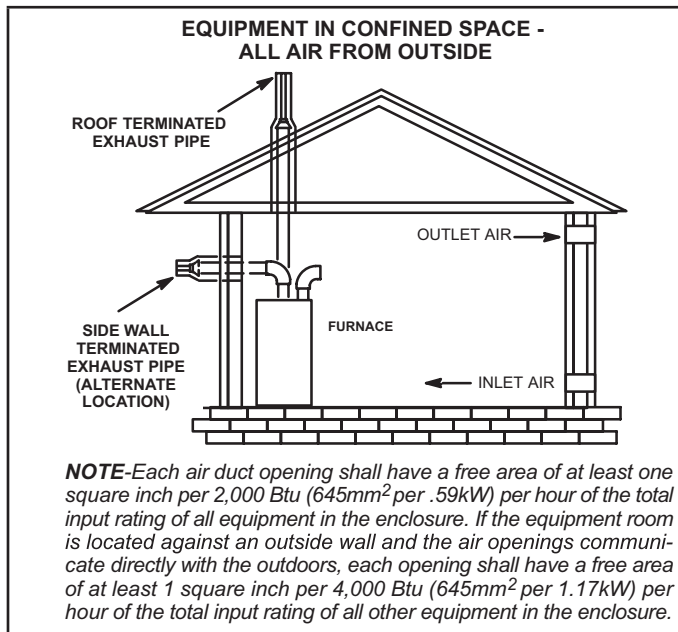 EQUIPMENT IN CONFINED SPACE -
ALL AIR FROM OUTSIDE
ROOF TERMINATED
EXHAUST PIPE
OUTLET AIR
SIDE WALL
TERMINATED
EXHAUST PIPE
(ALTERNATE
LOCATION)
FURNACE
INLET AIR
NOTE-Each air duct opening shall have a free area of at least one
square inch per 2,000 Btu (645mm² per .59kW) per hour of the total
input rating of all equipment in the enclosure. If the equipment room
is located against an outside wall and the air openings communi-
cate directly with the outdoors, each opening shall have a free area
of at least 1 square inch per 4,000 Btu (645mm² per 1.17kW) per
hour of the total input rating of all other equipment in the enclosure.